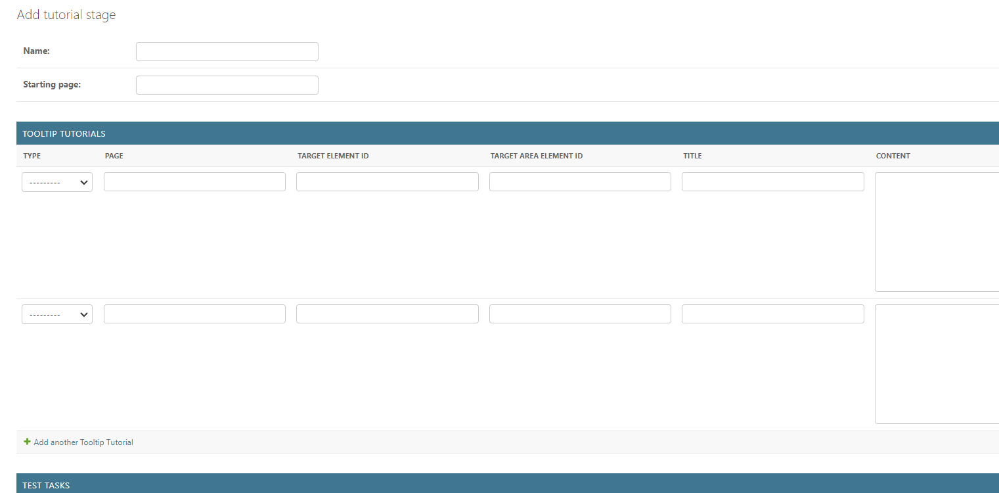 Add tutorial stage
Name:
Starting page:
TOOLTIP TUTORIALS
TYPE PAGE TARGET ELEMENT ID TARGET AREA ELEMENT ID TITLE CONTENT
---------
---------
Add another Tooltip Tutorial
TEST TASKS